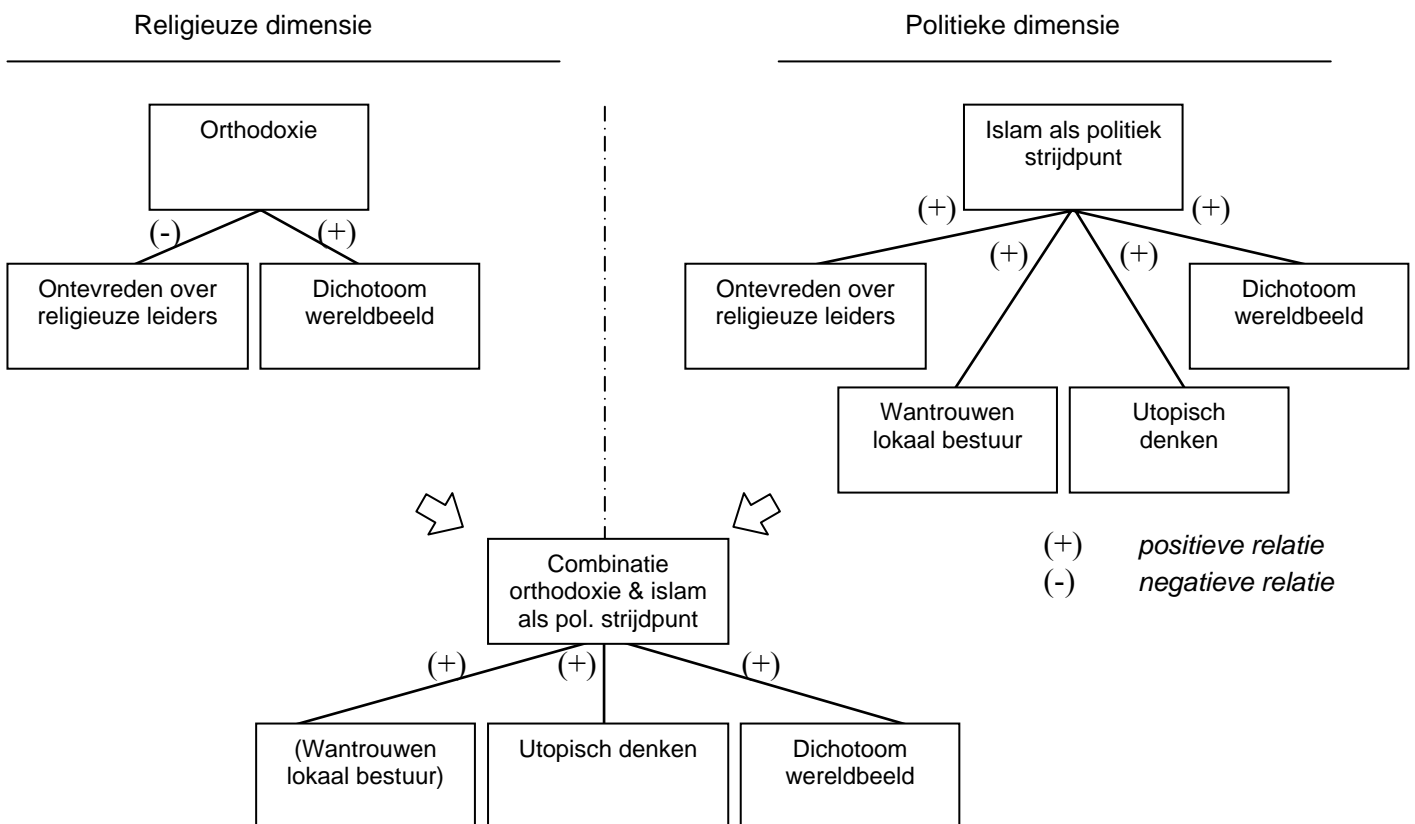 Religieuze dimensie
Politieke dimensie
Orthodoxie
Islam als politiek
strijdpunt
(-)
(+)
(+)
(+)
(+)
(+)
Ontevreden over
religieuze leiders
Dichotoom
wereldbeeld
Ontevreden over
religieuze leiders
Dichotoom
wereldbeeld
Wantrouwen
lokaal bestuur
Utopisch
denken
Combinatie
orthodoxie & islam
als pol. strijdpunt
(+) positieve relatie
(-) negatieve relatie
(+)
(+)
(+)
(Wantrouwen
lokaal bestuur)
Utopisch denken
Dichotoom
wereldbeeld